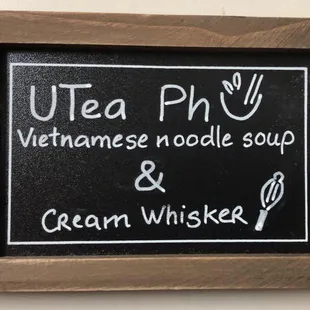 UTea Ph
Vietnamese noodle soup
&
Cream Whisker